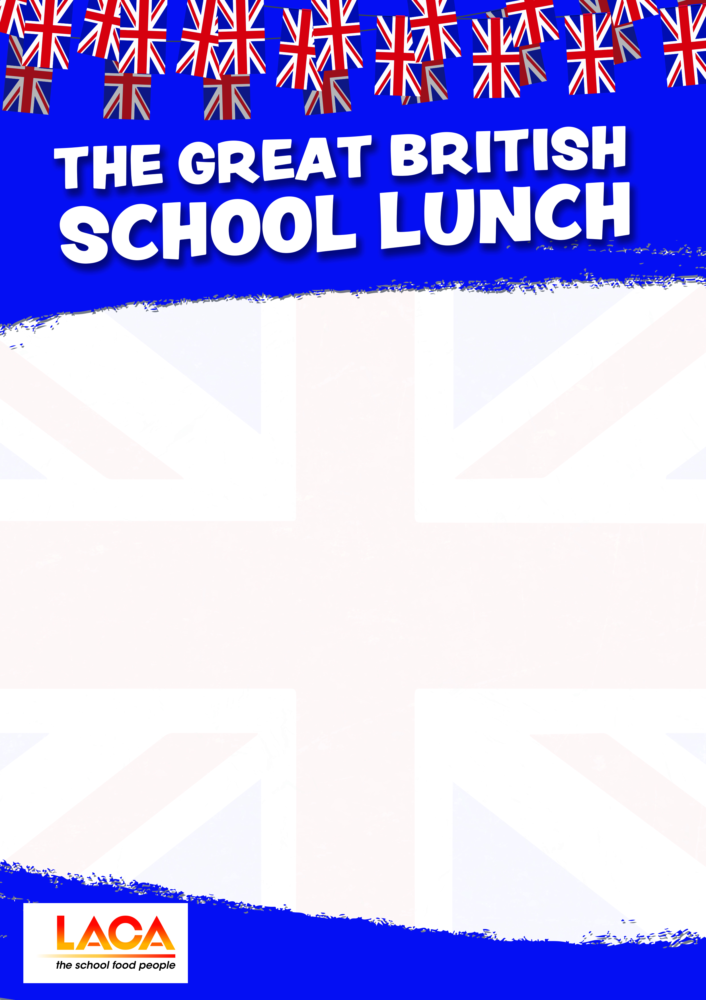 THE GREAT BRITISH
SCHOOL LUNCH
LACA
the school food people